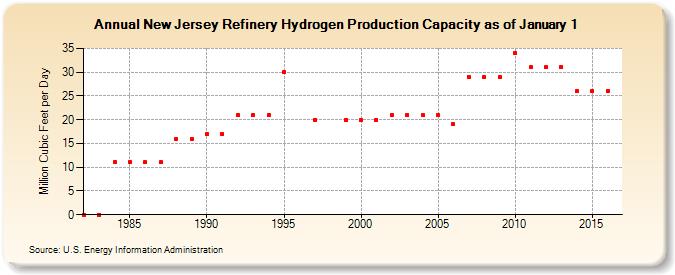 Annual New Jersey Refinery Hydrogen Production Capacity as of January 1
Million Cubic Feet per Day
35
30
25
20
15
10
5
0
1985 1990 1995 2000 2005 2010 2015
Source: U.S. Energy Information Administration